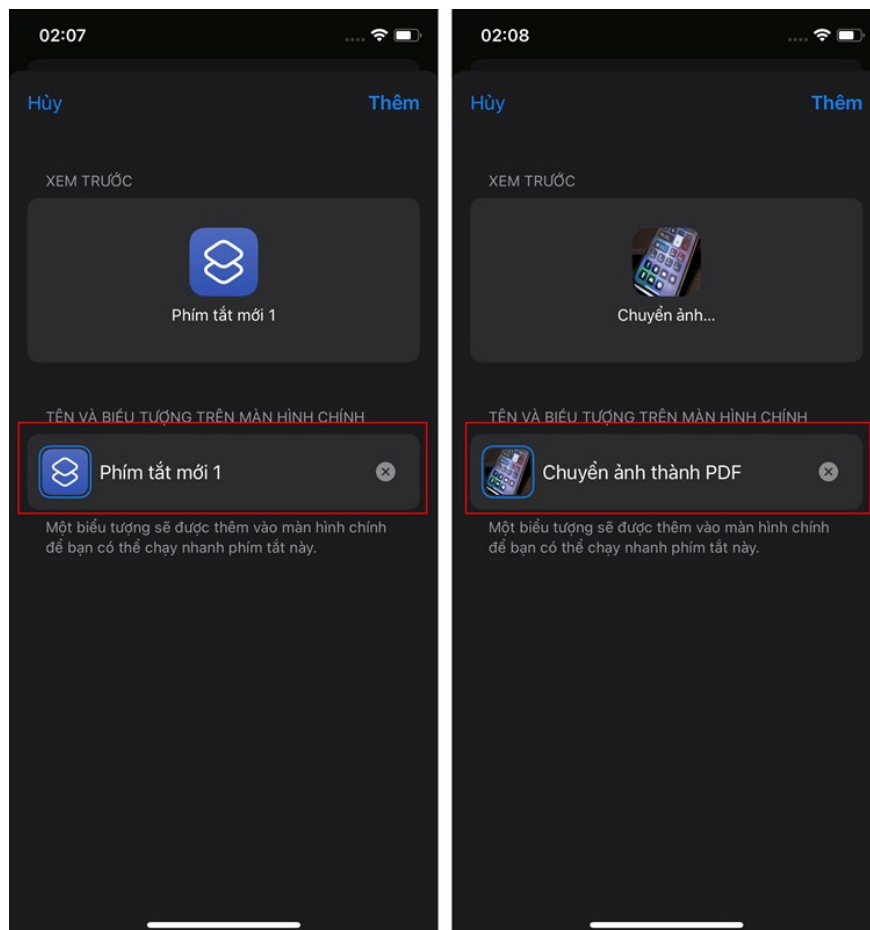 02:07
Hủy
Thêm
XEM TRƯỚC
Phím tắt mới 1
TÊN VÀ BIỂU TƯỢNG TRÊN MÀN HÌNH CHÍNH
Phím tắt mới 1
Một biểu tượng sẽ được thêm vào màn hình chính
để bạn có thể chạy nhanh phím tắt này.
02:08
Hủy
Thêm
XEM TRƯỚC
Chuyển ảnh...
TÊN VÀ BIỂU TƯỢNG TRÊN MÀN HÌNH CHÍNH
Chuyển ảnh thành PDF
Một biểu tượng sẽ được thêm vào màn hình chính
để bạn có thể chạy nhanh phím tắt này.